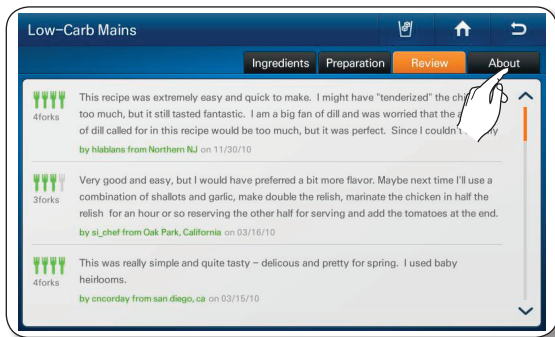 Low-Carb Mains
Ingredients Preparation Review About
This recipe was extremely easy and quick to make. I might have "tenderized" the
too much, but it still tasted fantastic. I am a big fan of dill and was worried that the
of dill called for in this recipe would be too much, but it was perfect. Since I
by hlablans from Northern NJ on 11/30/10
4forks
Very good and easy, but I would have preferred a bit more flavor. Maybe next time I'll use a
combination of shallots and garlic, make double the relish, marinate the chicken in half the
relish for an hour or so reserving the other half for serving and add the tomatoes at the end.
by si_chef from Oak Park, California on 03/16/10
3forks
This was really simple and quite tasty – delicous and pretty for spring. I used baby
heirlooms.
by cncorday from san diego, ca on 03/15/10
4forks